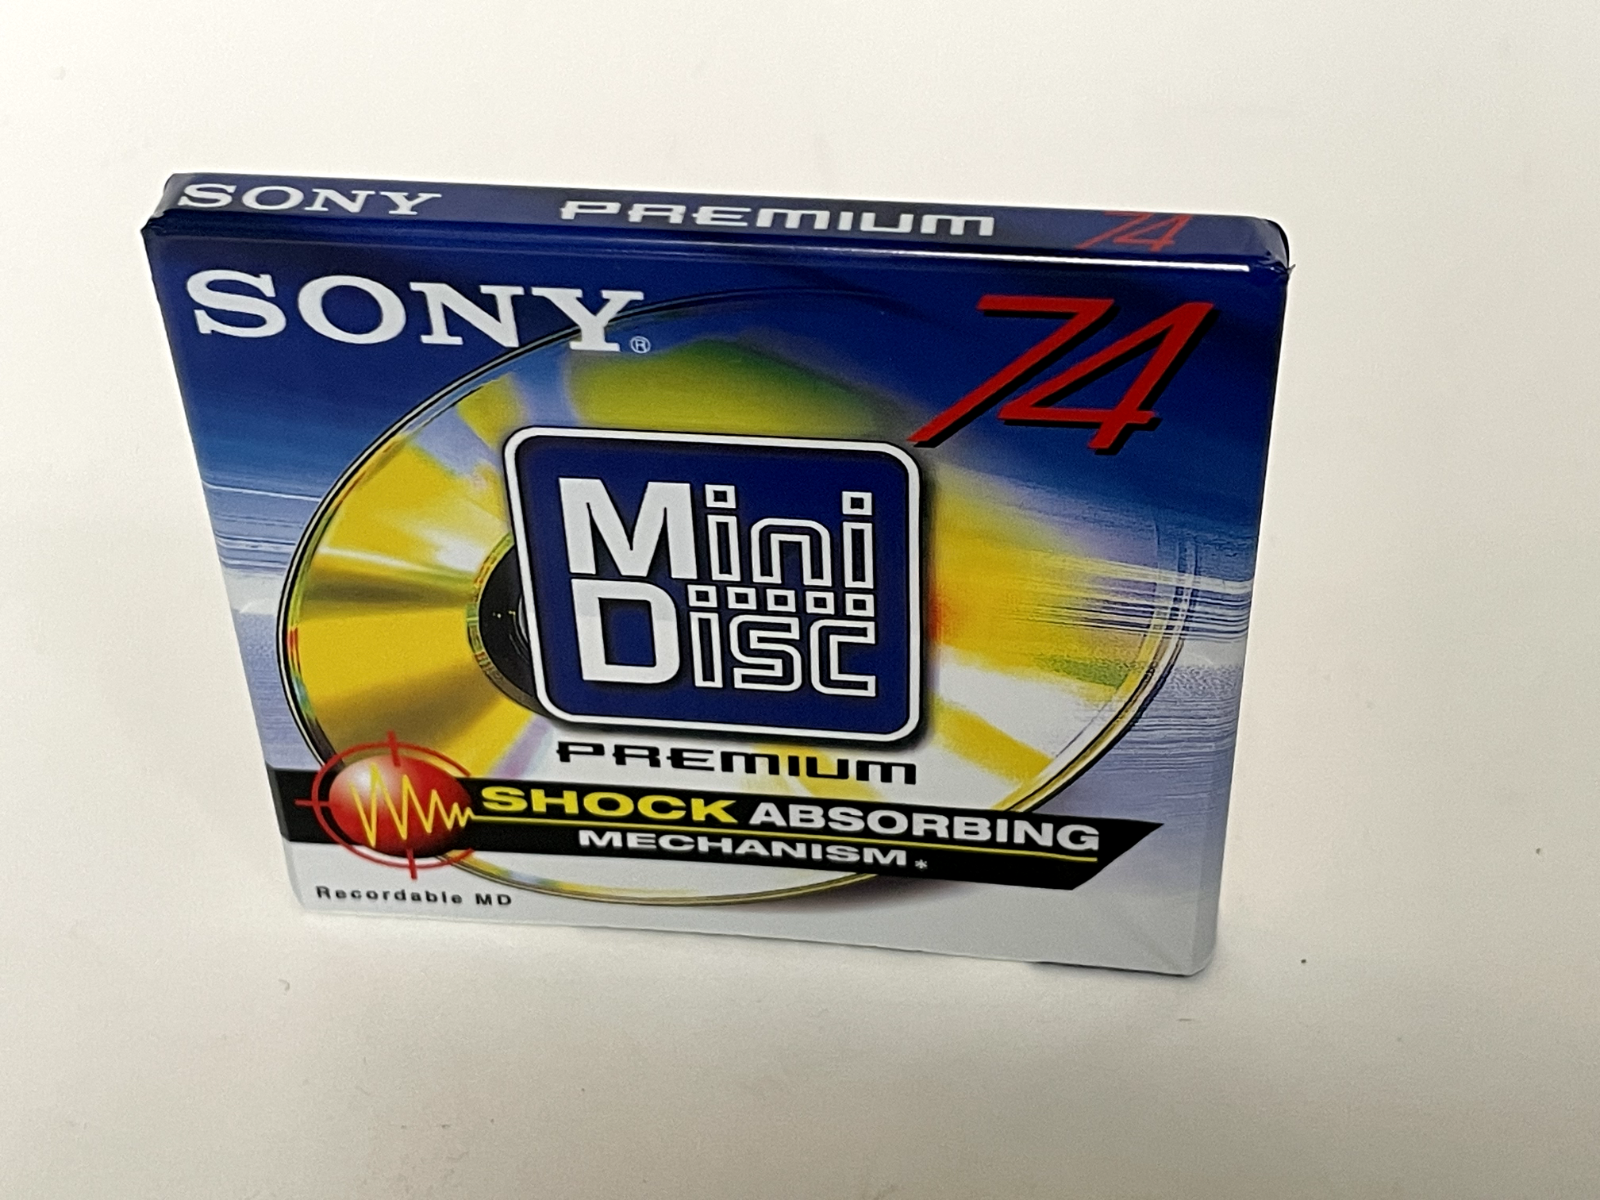 SONY PREMIUM 74
SONY® 74
Mini
Disc
PREMIUM
SHOCK ABSORBING
MECHANISM*
Recordable MD